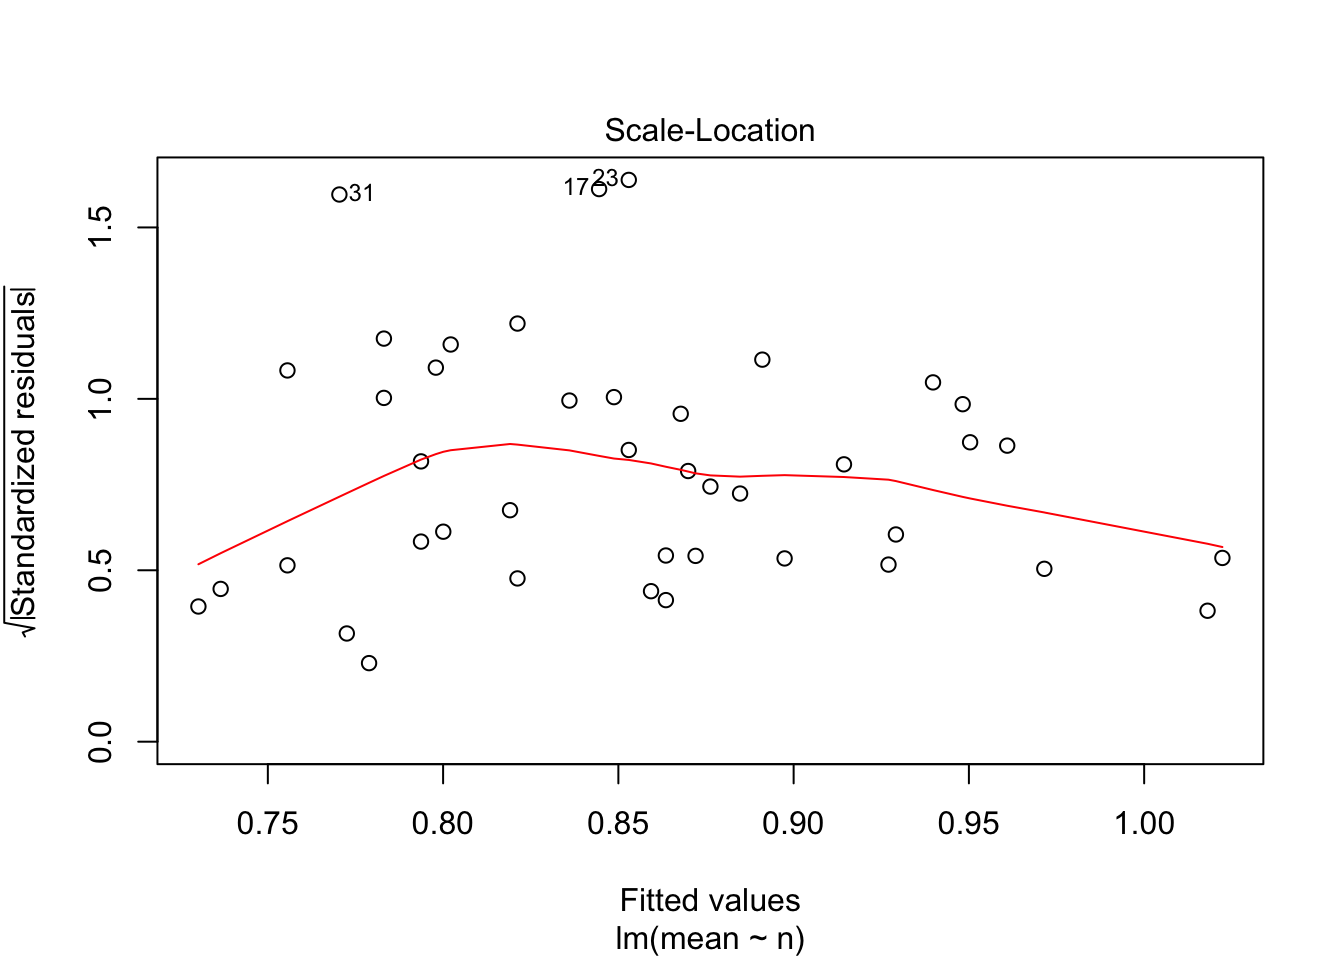 Scale-Location
√|Standardized residuals|
1.5
1.0
0.5
0.0
31
17
23
0.75 0.80 0.85 0.90 0.95 1.00
Fitted values
lm(mean ~ n)